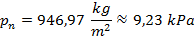 pₙ = 946,97 kg/m² ≈ 9,23 kPa